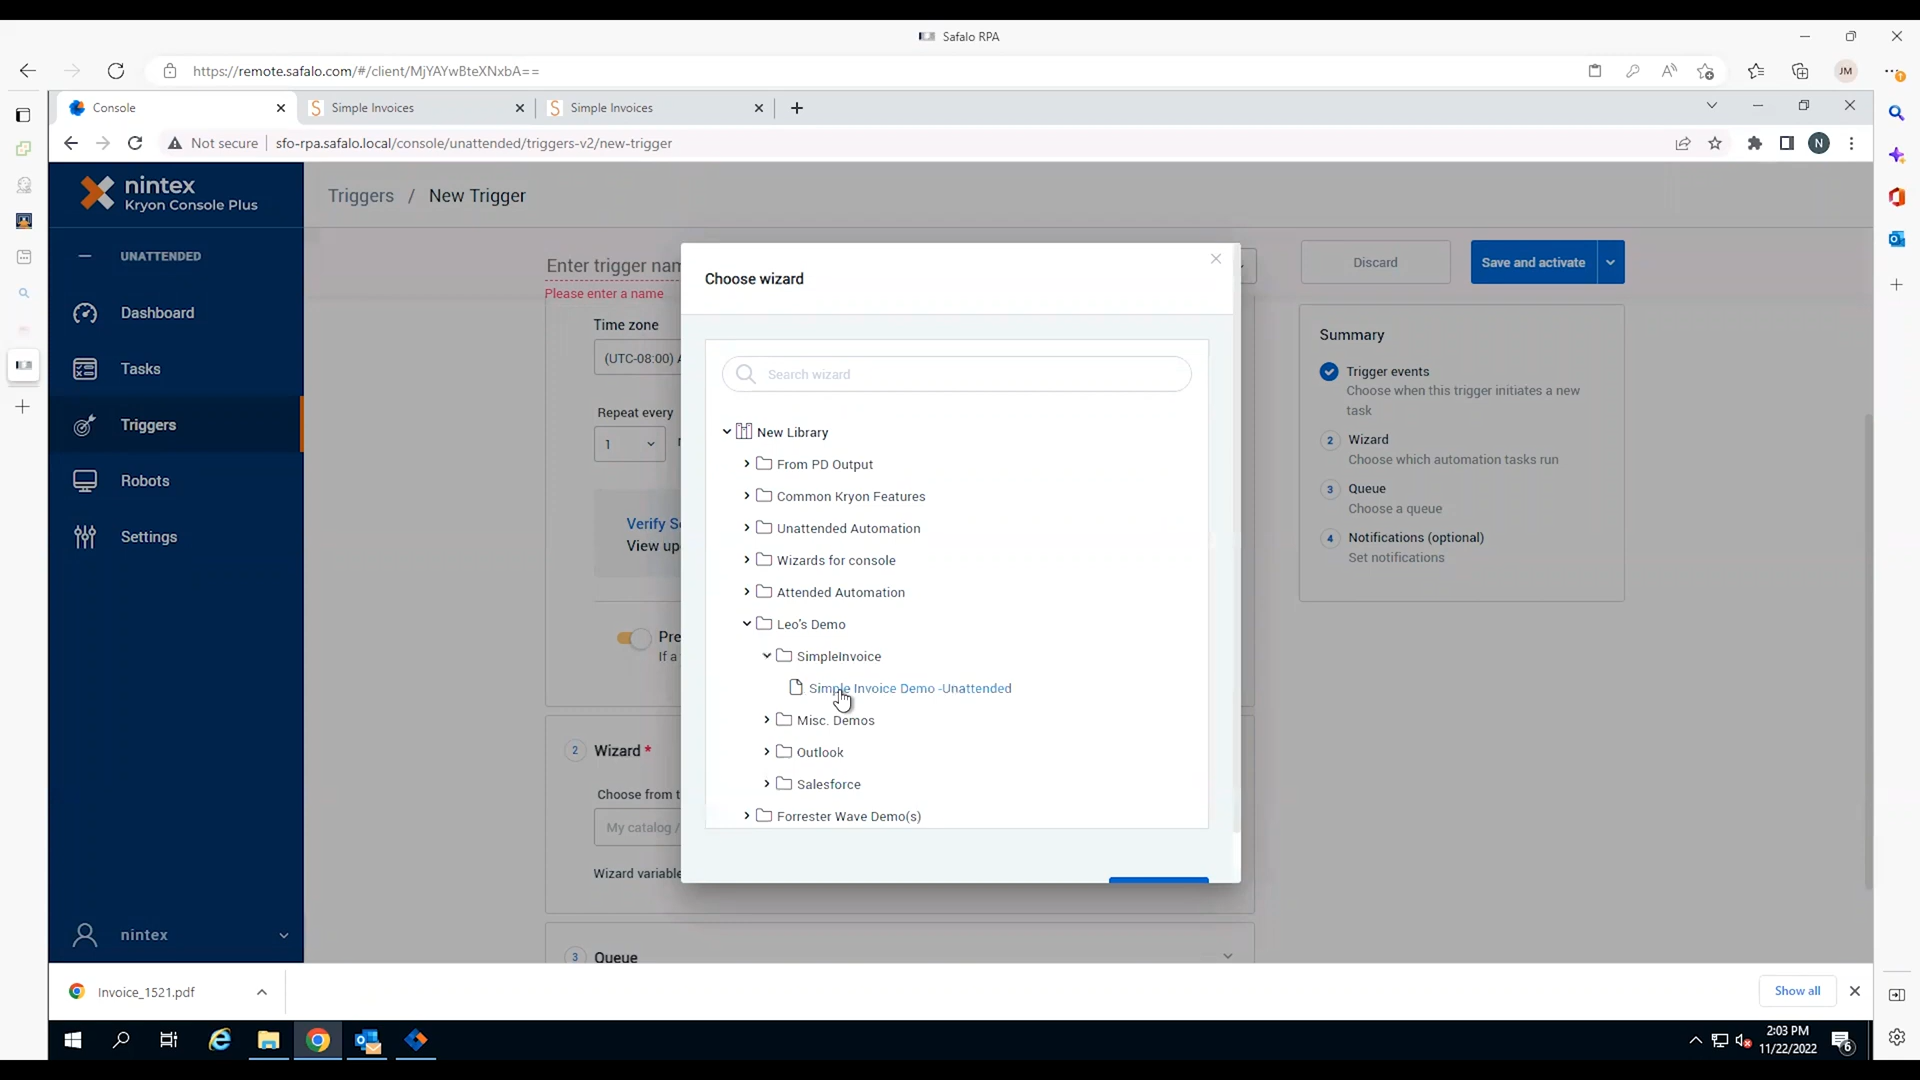 Safalo RPA
https://remote.safalo.com/#/client/MjYAYwBteXNxbA==
JM
Console
Simple Invoices
Simple Invoices
Not secure
sfo-rpa.safalo.local/console/unattended/triggers-v2/new-trigger
N
nintex
Kryon Console Plus
Triggers / New Trigger
UNATTENDED
Dashboard
Tasks
Triggers
Robots
Settings
nintex
Enter trigger nam
Please enter a name
Discard
Save and activate
Time zone
(UTC-08:00)
Repeat every
1
Verify S
View up
Pre
If a
2 Wizard *
Choose from t
My catalog /
Wizard variable
3 Queue
Choose wizard
Search wizard
New Library
From PD Output
Common Kryon Features
Unattended Automation
Wizards for console
Attended Automation
Leo's Demo
SimpleInvoice
Simple Invoice Demo -Unattended
Misc. Demos
Outlook
Salesforce
Forrester Wave Demo(s)
Summary
Trigger events
Choose when this trigger initiates a new
task
2 Wizard
Choose which automation tasks run
3 Queue
Choose a queue
4 Notifications (optional)
Set notifications
Invoice_1521.pdf
Show all
2:03 PM
11/22/2022
6